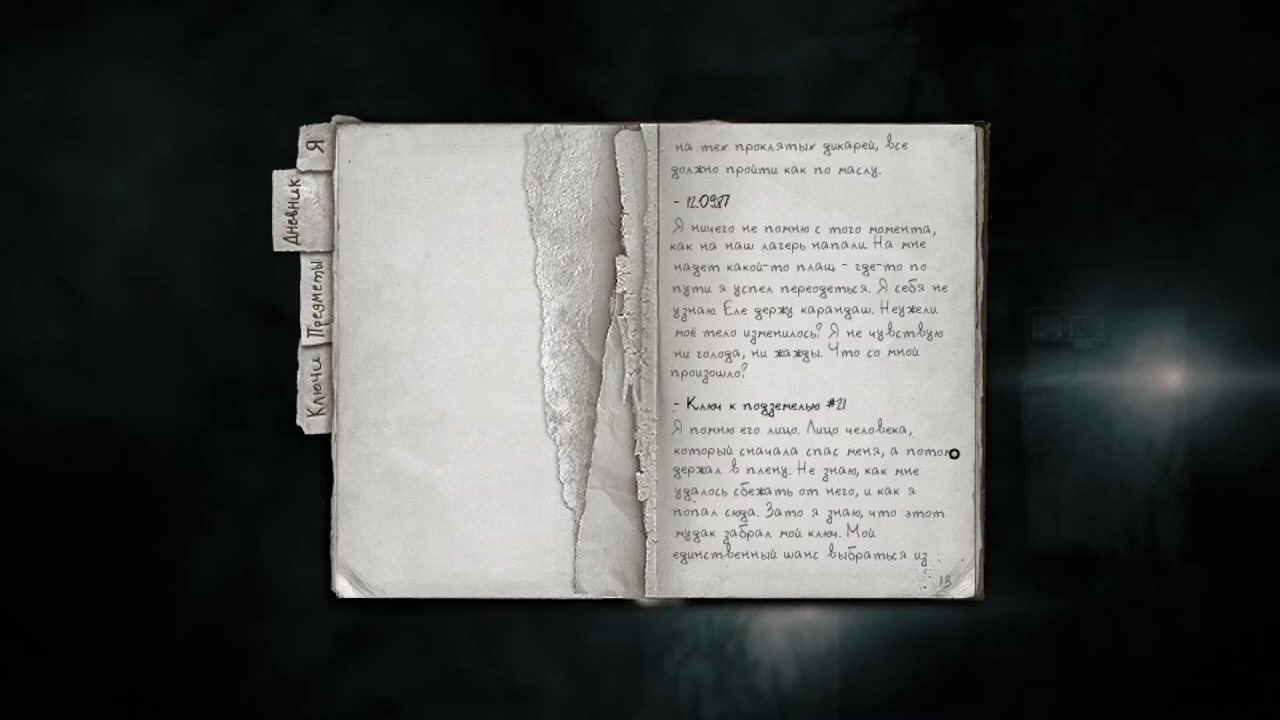 Я
Дневник
Предметы
Ключи
на тех проклятых дикарей, все
должно пройти как по маслу.
- 12.09.87
Я ничего не помню с того момента,
как на наш лагерь напали. На мне
надет какой-то плащ - где-то по
пути я успел переодеться. Я себя не
узнаю. Еле держу карандаш. Неужели
моё тело изменилось? Я не чувствую
ни голода, ни жажды. Что со мной
произошло?
- Ключ к подземелью #21
Я помню его лицо. Лицо человека,
который сначала спас меня, а потом
держал в плену. Не знаю, как мне
удалось сбежать от него, и как я
попал сюда. Зато я знаю, что этот
мудак забрал мой ключ. Мой
единственный шанс выбраться из
13